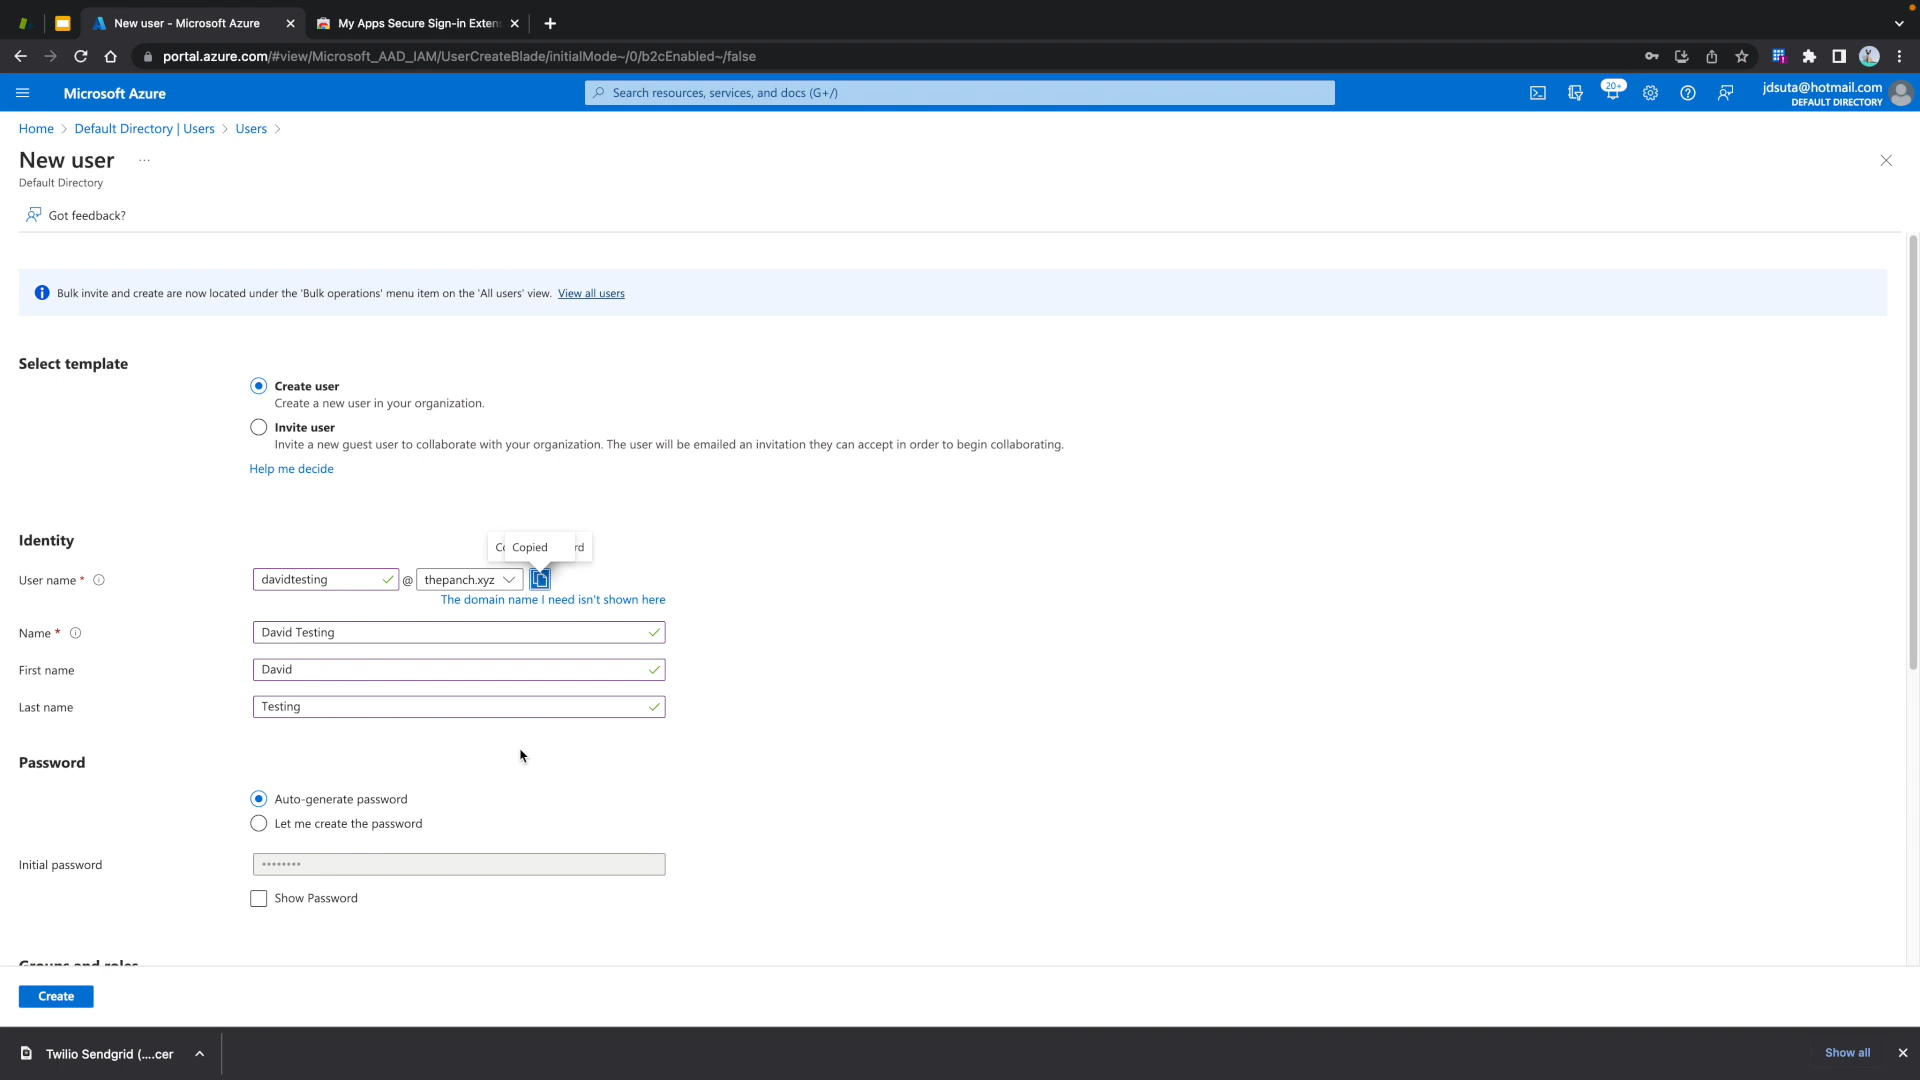 New user - Microsoft Azure
My Apps Secure Sign-in Exten
portal.azure.com/#view/Microsoft_AAD_IAM/UserCreateBlade/initialMode~/0/b2cEnabled~/false
Microsoft Azure
Search resources, services, and docs (G+/)
20+
jdsuta@hotmail.com
DEFAULT DIRECTORY
Home > Default Directory | Users > Users >
New user ...
Default Directory
Got feedback?
Bulk invite and create are now located under the 'Bulk operations' menu item on the 'All users' view. View all users
Select template
Create user
Create a new user in your organization.
Invite user
Invite a new guest user to collaborate with your organization. The user will be emailed an invitation they can accept in order to begin collaborating.
Help me decide
Identity
Copied
rd
User name * davidtesting @ thepanch.xyz
The domain name I need isn't shown here
Name * David Testing
First name David
Last name Testing
Password
Auto-generate password
Let me create the password
Initial password ••••••••
Show Password
Groups and roles
Create
Twilio Sendgrid (....cer
Show all